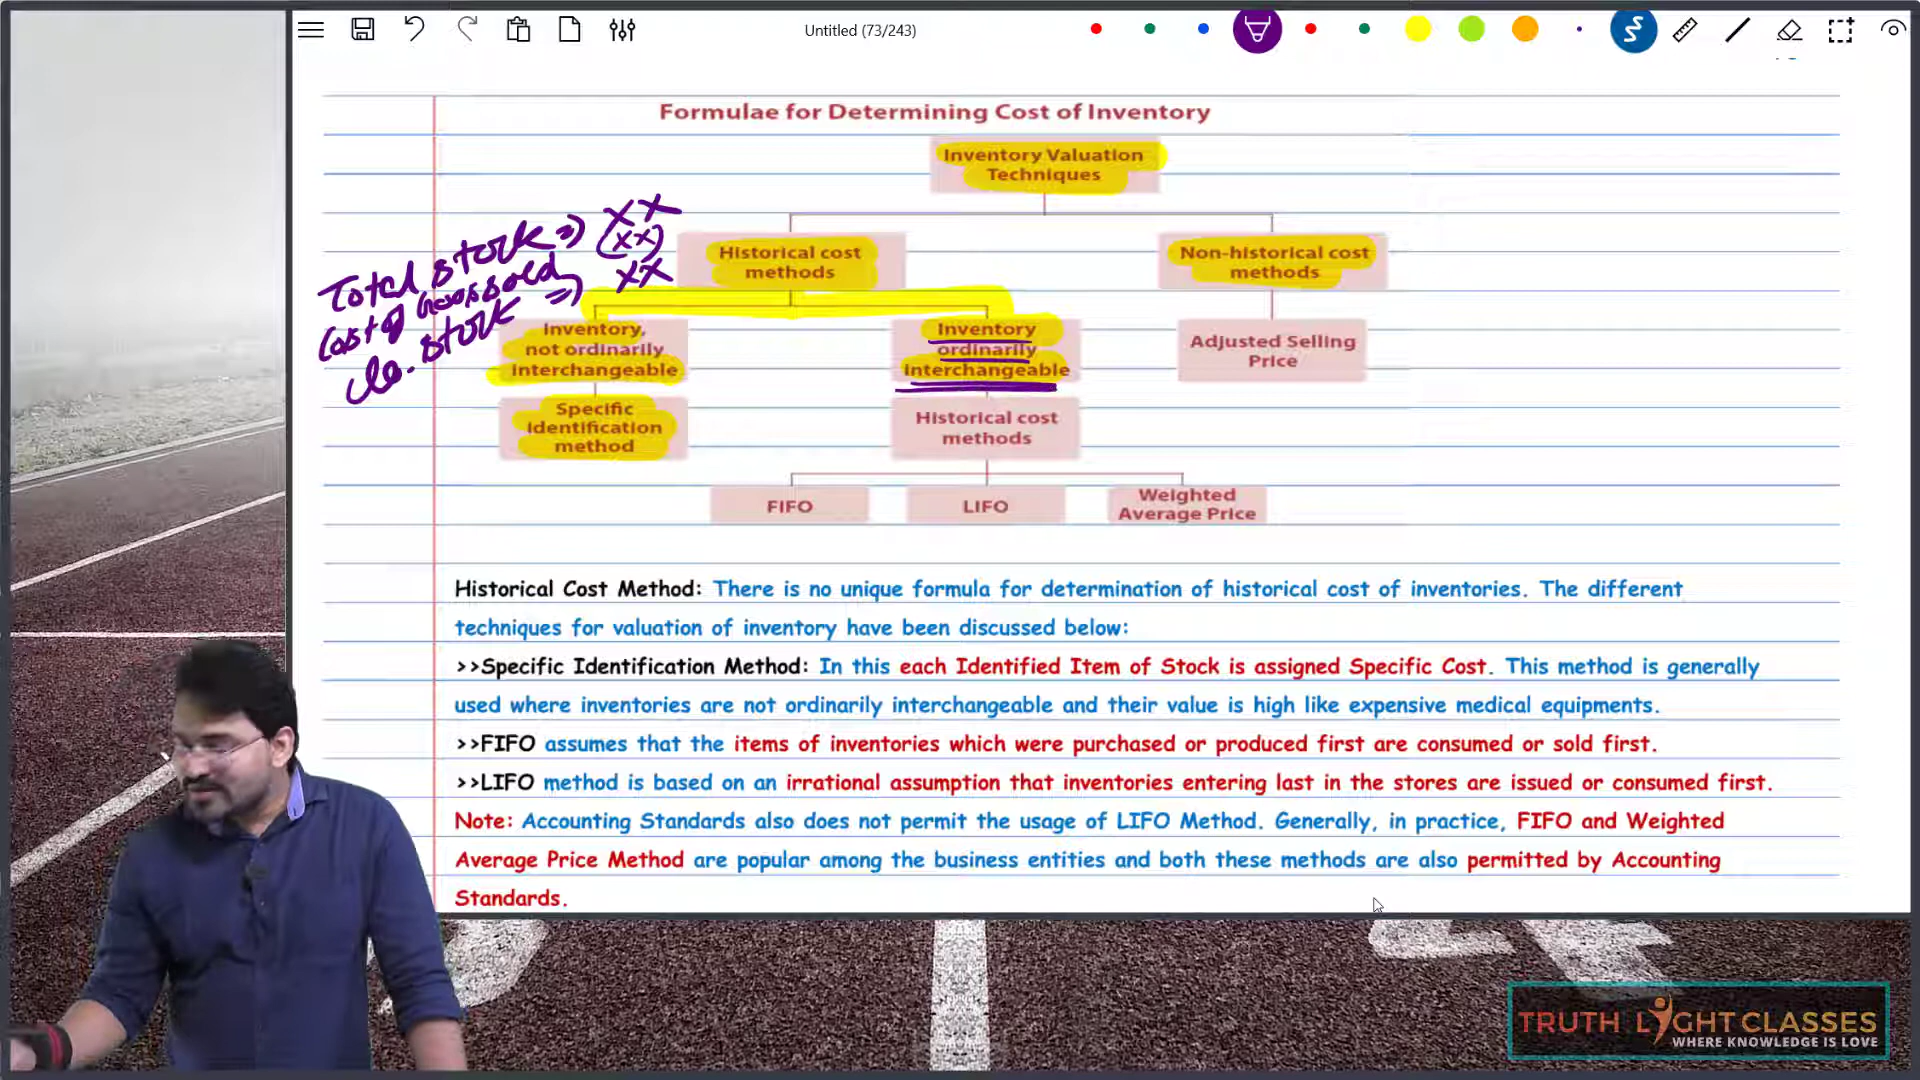 Untitled (73/243)
Formulae for Determining Cost of Inventory
Inventory Valuation
Techniques
Total stock => XX
Cost of Goods sold (XX)
clo. stock => XX
Historical cost
methods
Non-historical cost
methods
Inventory,
not ordinarily
interchangeable
Inventory
ordinarily
interchangeable
Adjusted Selling
Price
Specific
identification
method
Historical cost
methods
FIFO
LIFO
Weighted
Average Price
Historical Cost Method: There is no unique formula for determination of historical cost of inventories. The different
techniques for valuation of inventory have been discussed below:
>>Specific Identification Method: In this each Identified Item of Stock is assigned Specific Cost. This method is generally
used where inventories are not ordinarily interchangeable and their value is high like expensive medical equipments.
>>FIFO assumes that the items of inventories which were purchased or produced first are consumed or sold first.
>>LIFO method is based on an irrational assumption that inventories entering last in the stores are issued or consumed first.
Note: Accounting Standards also does not permit the usage of LIFO Method. Generally, in practice, FIFO and Weighted
Average Price Method are popular among the business entities and both these methods are also permitted by Accounting
Standards.
TRUTH LIGHT CLASSES
WHERE KNOWLEDGE IS LOVE